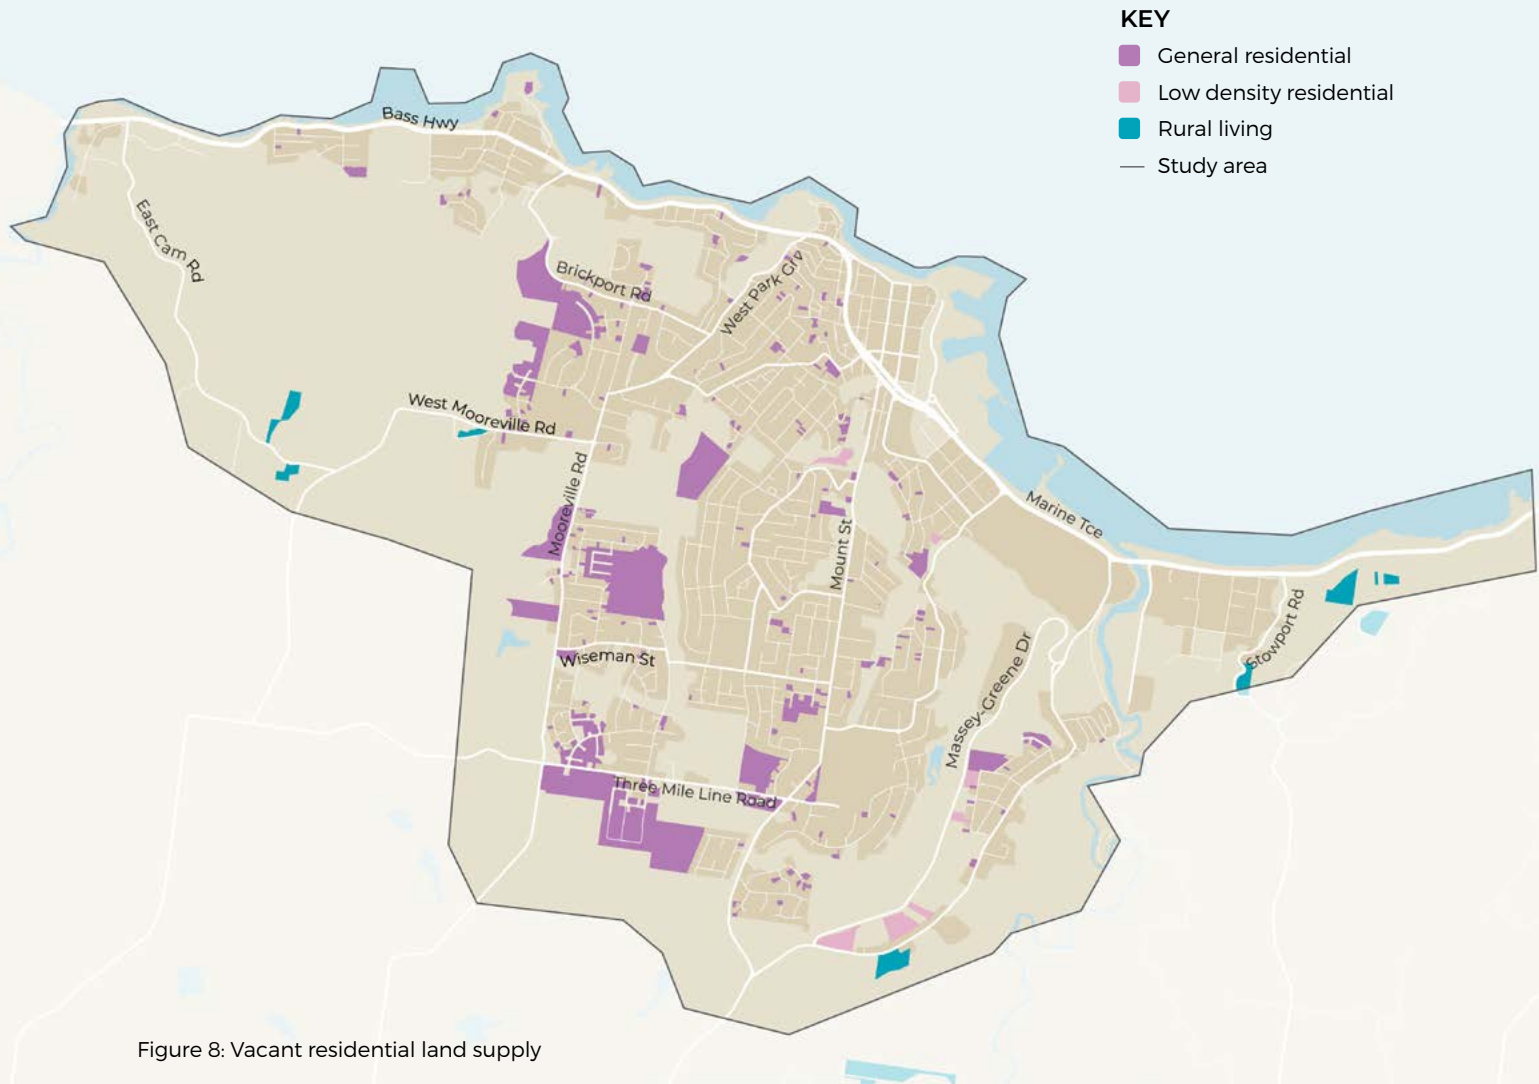 KEY
General residential
Low density residential
Rural living
Study area
Bass Hwy
East Cam Rd
Brickport Rd
West Park Grv
West Mooreville Rd
Mooreville Rd
Marine Tce
Mount St
Stowport Rd
Wiseman St
Massey-Greene Dr
Three Mile Line Road
Figure 8: Vacant residential land supply